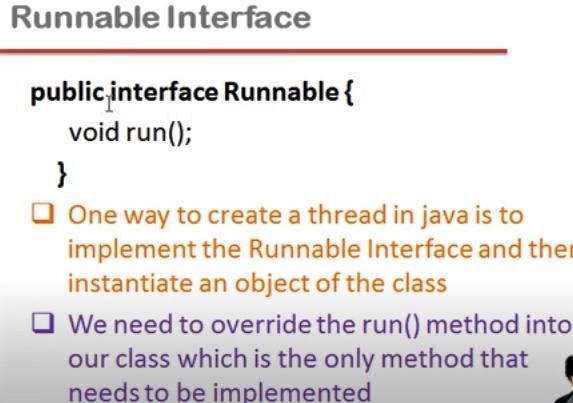 Runnable Interface
public interface Runnable {
void run();
}
❑ One way to create a thread in java is to
implement the Runnable Interface and
instantiate an object of the class
❑ We need to override the run() method into
our class which is the only method that
needs to be implemented